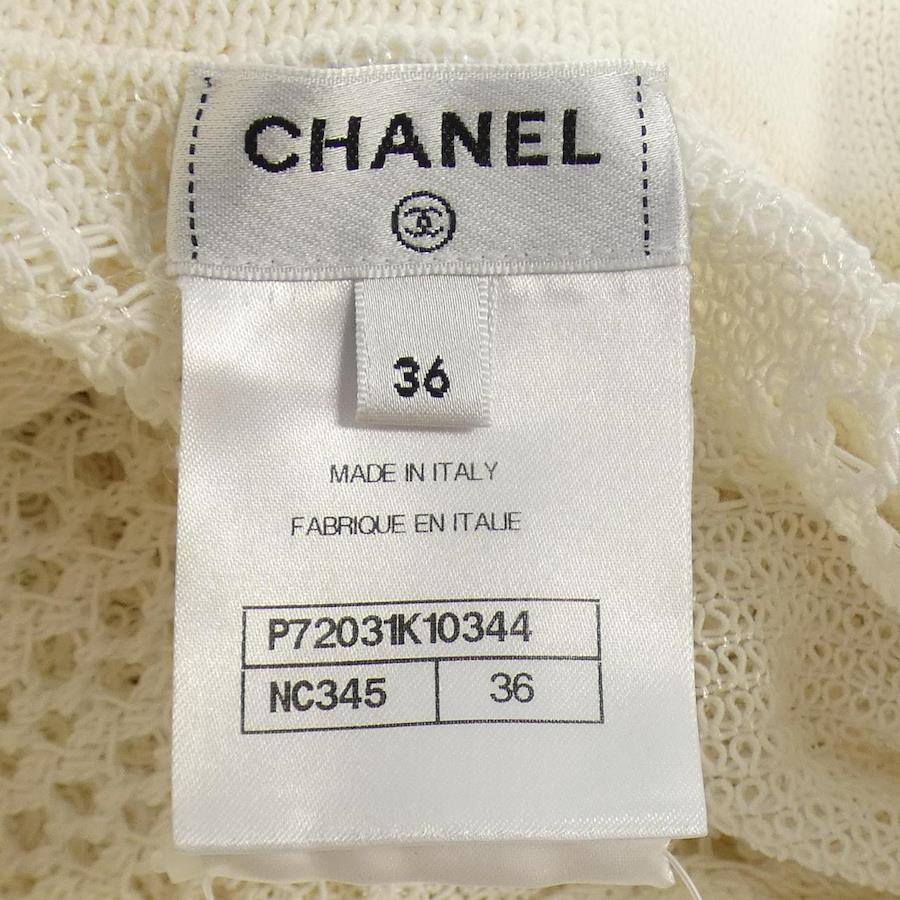 CHANEL
36
MADE IN ITALY
FABRIQUE EN ITALIE
P72031K10344
NC345 36